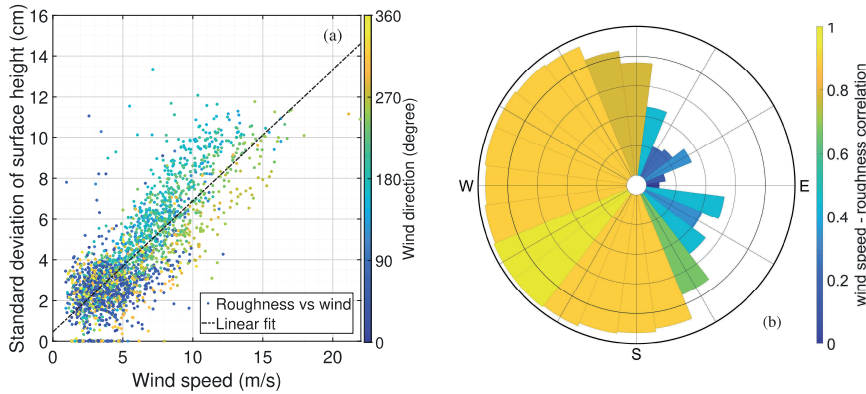 Standard deviation of surface height (cm)
16
14
12
10
8
6
4
2
0
0
5
10
15
20
Wind speed (m/s)
(a)
Roughness vs wind
Linear fit
360
270
180
90
0
Wind direction (degree)
W
E
S
(b)
1
0.8
0.6
0.4
0.2
0
wind speed - roughness correlation